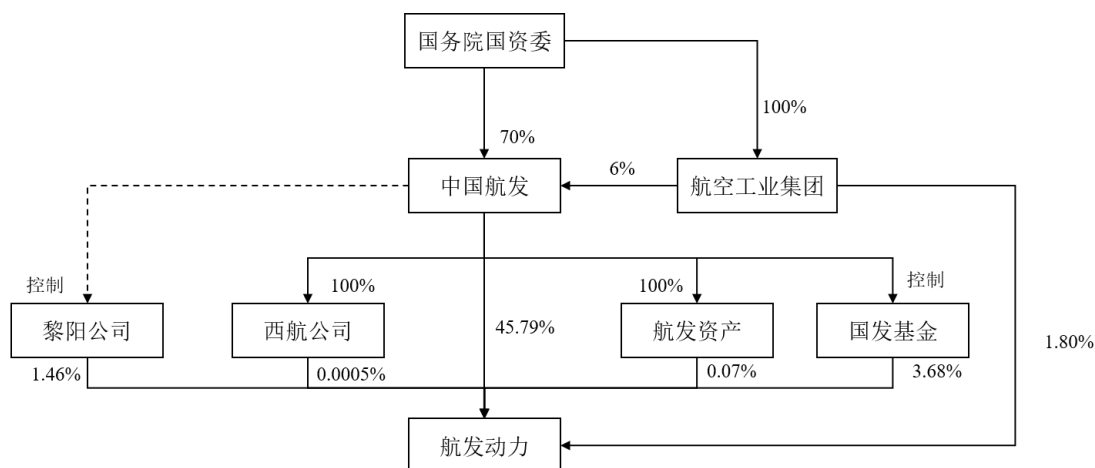 国务院国资委
100%
70%
6%
中国航发
航空工业集团
控制
100%
100%
控制
黎阳公司
西航公司
45.79%
航发资产
国发基金
1.80%
1.46%
0.0005%
0.07%
3.68%
航发动力